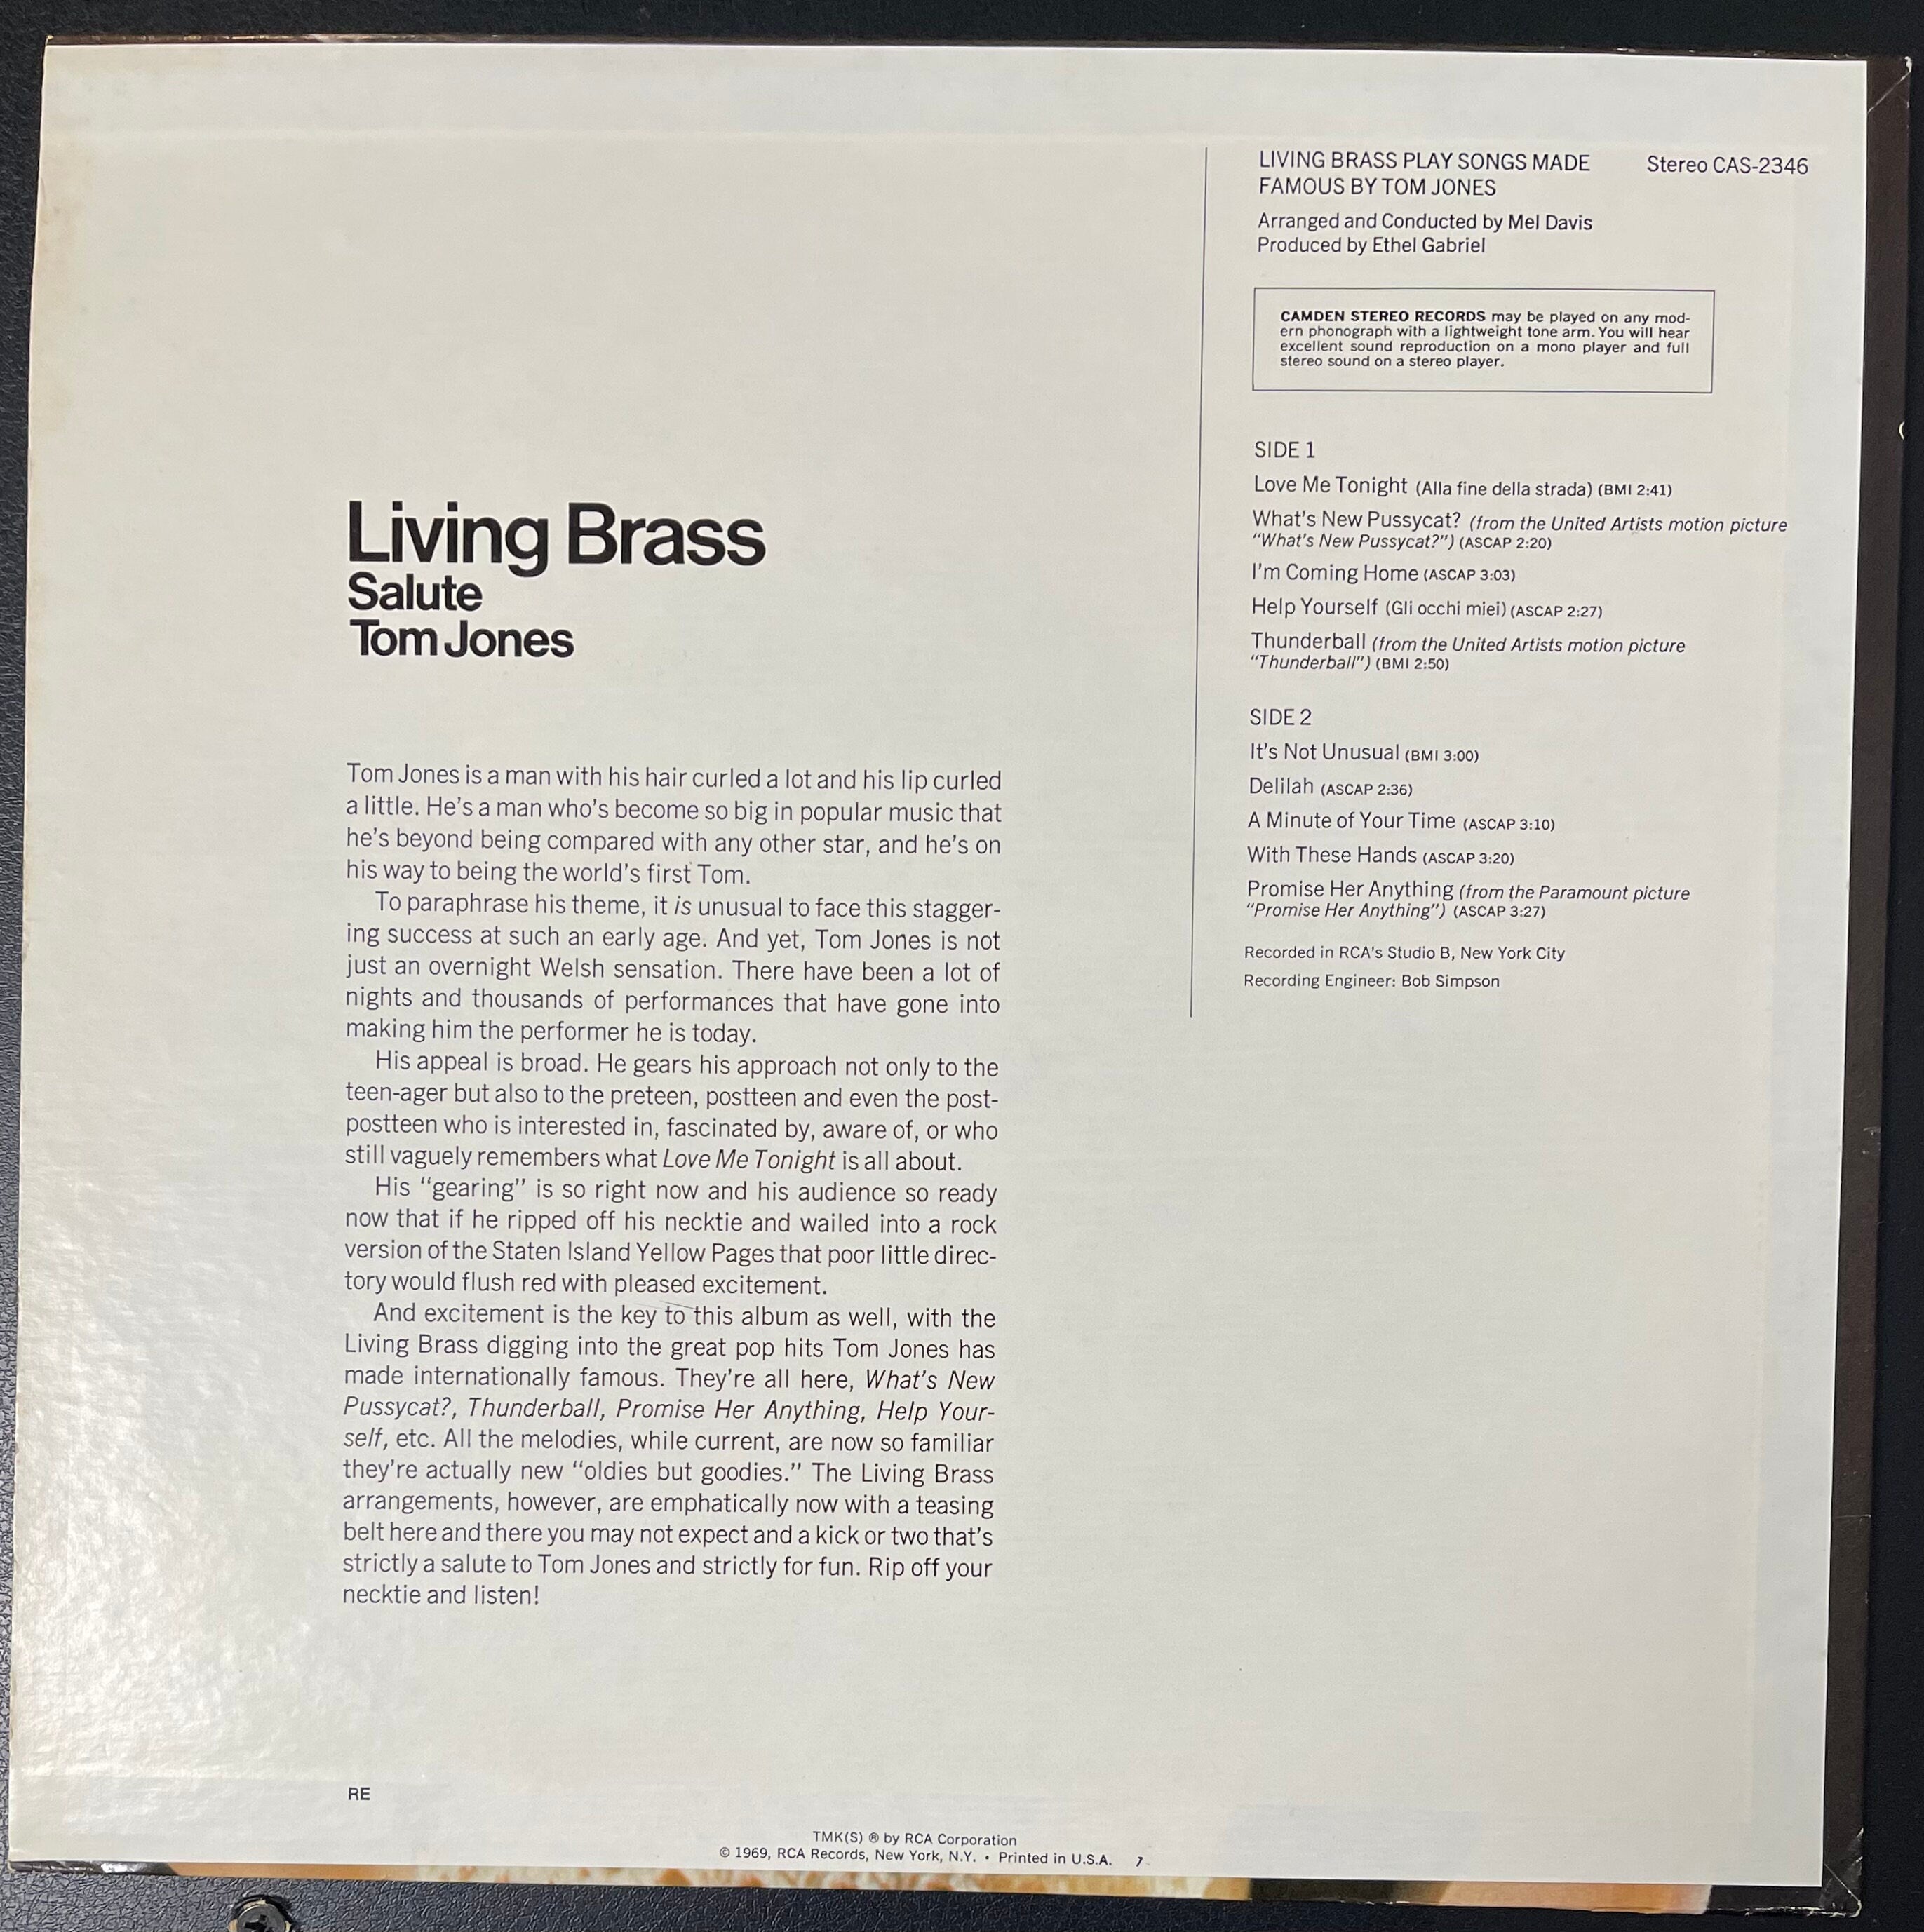 Living Brass
Salute
Tom Jones
Tom Jones is a man with his hair curled a lot and his lip curled
a little. He's a man who's become so big in popular music that
he's beyond being compared with any other star, and he's on
his way to being the world's first Tom.
To paraphrase his theme, it is unusual to face this stagger-
ing success at such an early age. And yet, Tom Jones is not
just an overnight Welsh sensation. There have been a lot of
nights and thousands of performances that have gone into
making him the performer he is today.
His appeal is broad. He gears his approach not only to the
teen-ager but also to the preteen, postteen and even the post-
postteen who is interested in, fascinated by, aware of, or who
still vaguely remembers what Love Me Tonight is all about.
His “gearing” is so right now and his audience so ready
now that if he ripped off his necktie and wailed into a rock
version of the Staten Island Yellow Pages that poor little direc-
tory would flush red with pleased excitement.
And excitement is the key to this album as well, with the
Living Brass digging into the great pop hits Tom Jones has
made internationally famous. They're all here, What's New
Pussycat?, Thunderball, Promise Her Anything, Help Your-
self, etc. All the melodies, while current, are now so familiar
they're actually new “oldies but goodies.” The Living Brass
arrangements, however, are emphatically now with a teasing
belt here and there you may not expect and a kick or two that's
strictly a salute to Tom Jones and strictly for fun. Rip off your
necktie and listen!
LIVING BRASS PLAY SONGS MADE Stereo CAS-2346
FAMOUS BY TOM JONES
Arranged and Conducted by Mel Davis
Produced by Ethel Gabriel
CAMDEN STEREO RECORDS may be played on any mod-
ern phonograph with a lightweight tone arm. You will hear
excellent sound reproduction on a mono player and full
stereo sound on a stereo player.
SIDE 1
Love Me Tonight (Alla fine della strada) (BMI 2:41)
What's New Pussycat? (from the United Artists motion picture
“What's New Pussycat?”) (ASCAP 2:20)
I'm Coming Home (ASCAP 3:03)
Help Yourself (Gli occhi miei) (ASCAP 2:27)
Thunderball (from the United Artists motion picture
“Thunderball”) (BMI 2:50)
SIDE 2
It's Not Unusual (BMI 3:00)
Delilah (ASCAP 2:36)
A Minute of Your Time (ASCAP 3:10)
With These Hands (ASCAP 3:20)
Promise Her Anything (from the Paramount picture
“Promise Her Anything”) (ASCAP 3:27)
Recorded in RCA's Studio B, New York City
Recording Engineer: Bob Simpson
RE
TMK(S) ® by RCA Corporation
© 1969, RCA Records, New York, N.Y. • Printed in U.S.A. 7